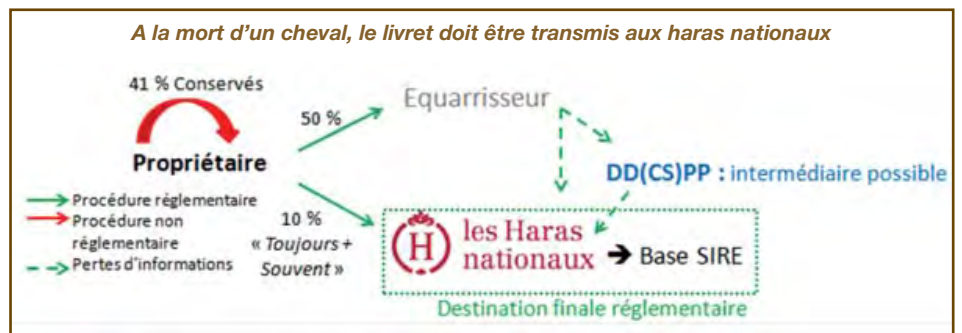 A la mort d'un cheval, le livret doit être transmis aux haras nationaux
41 % Conservés
Equarrisseur
50 %
Propriétaire
DD(CS)PP : intermédiaire possible
Procédure réglementaire
Procédure non
réglementaire
Pertes d'informations
10 %
« Toujours +
Souvent »
H
les Haras
nationaux
➔ Base SIRE
Destination finale réglementaire